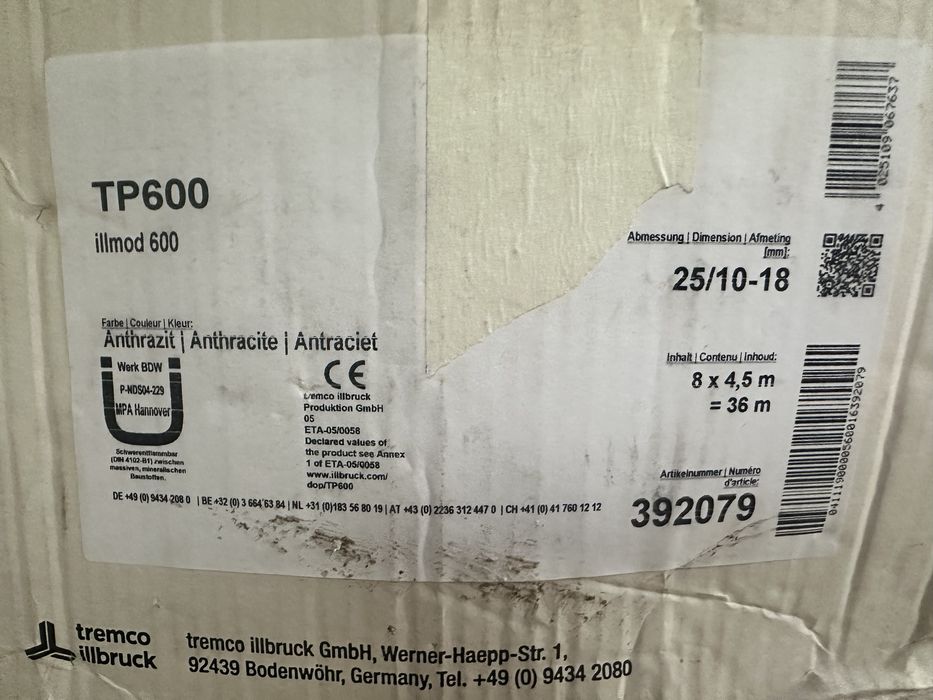 TP600
illmod 600
Farbe | Couleur | Kleur:
Anthrazit | Anthracite | Antraciet
Werk BDW
P-NDS04-229
MPA Hannover
Schwerentflammbar
(DIN 4102-B1) zwischen
massiven, mineralischen
Baustoffen.
CE
tremco illbruck
Produktion GmbH
05
ETA-05/0058
Declared values of
the product see Annex
1 of ETA-05/0058
www.illbruck.com/
dop/TP600
Abmessung | Dimension | Afmeting
[mm]:
25/10-18
Inhalt | Contenu | Inhoud:
8 x 4,5 m
= 36 m
Artikelnummer | Numéro
d'article:
392079
4 025109 067637
DE +49 (0) 9434 208 0 | BE +32 (0) 3 664 63 84 | NL +31 (0)183 56 80 19 | AT +43 (0) 2236 312 447 0 | CH +41 (0) 41 760 12 12
tremco
illbruck
tremco illbruck GmbH, Werner-Haepp-Str. 1,
92439 Bodenwöhr, Germany, Tel. +49 (0) 9434 2080